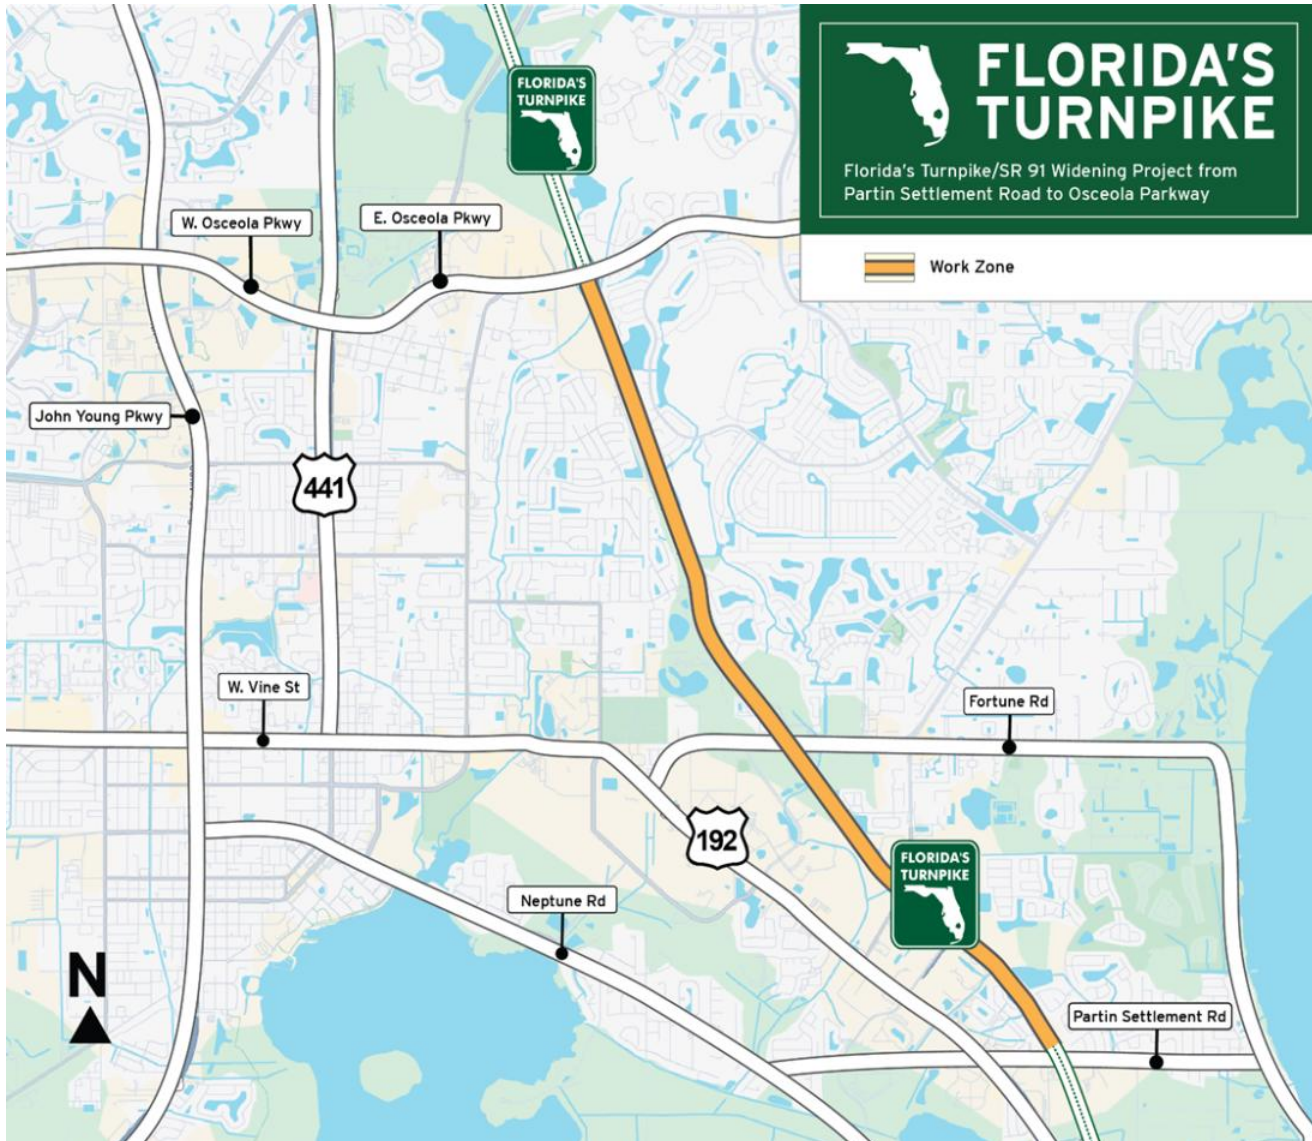 FLORIDA'S
TURNPIKE
FLORIDA'S
TURNPIKE
Florida's Turnpike/SR 91 Widening Project from
Partin Settlement Road to Osceola Parkway
Work Zone
W. Osceola Pkwy
E. Osceola Pkwy
John Young Pkwy
441
W. Vine St
Fortune Rd
192
FLORIDA'S
TURNPIKE
Neptune Rd
N
Partin Settlement Rd